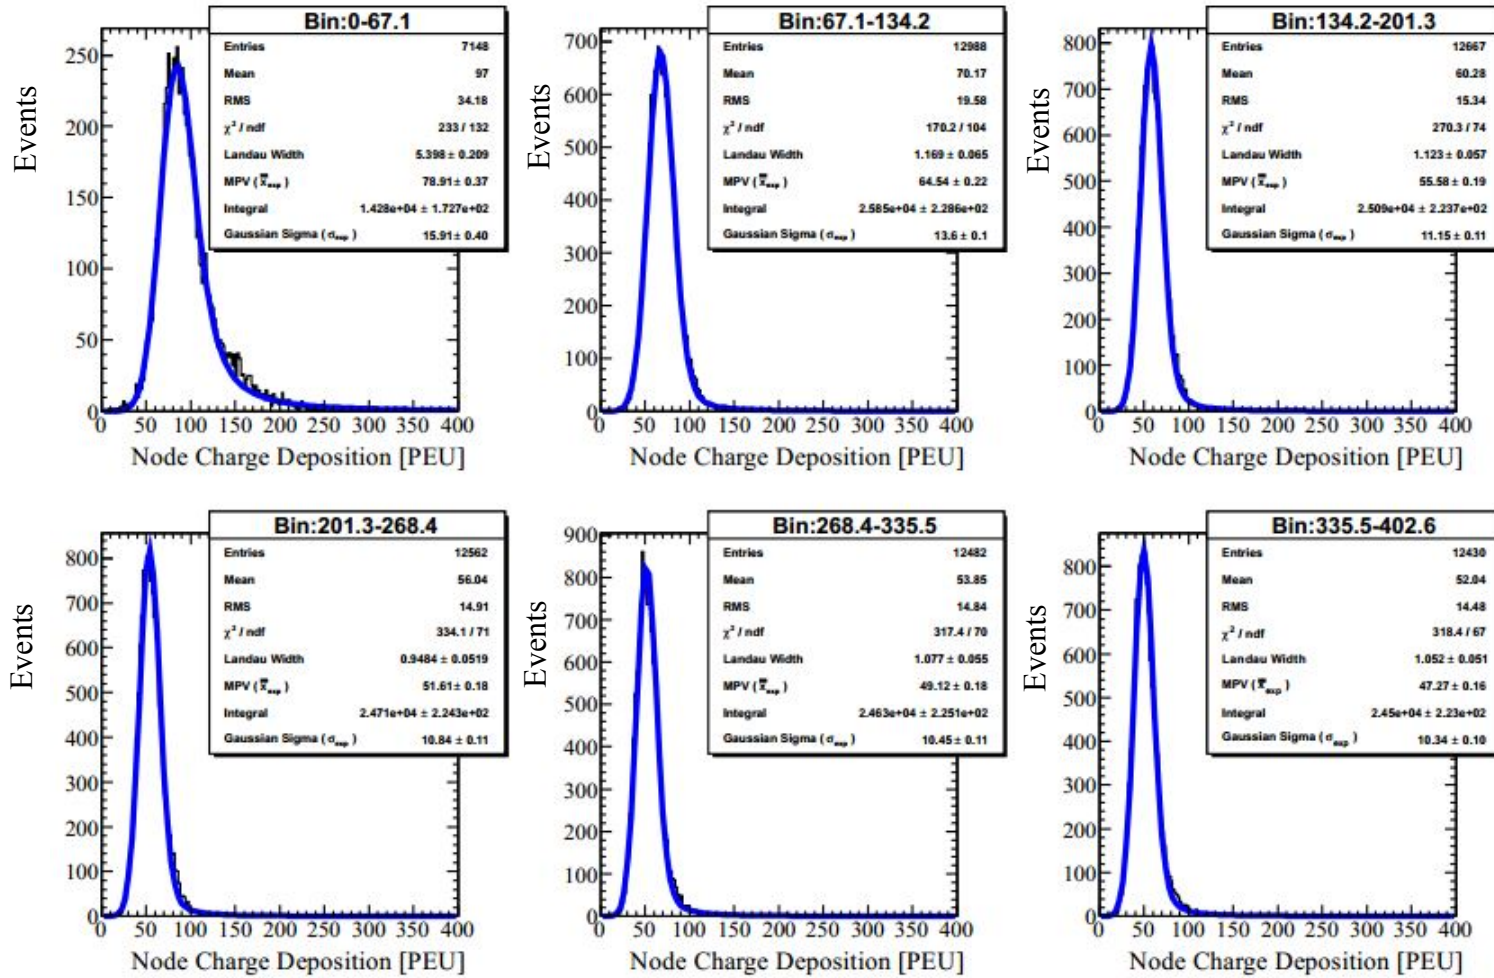 Bin:0-67.1
Entries 7148
Mean 97
RMS 34.18
χ² / ndf 233 / 132
Landau Width 5.398 ± 0.209
MPV ( x̿exp ) 78.91 ± 0.37
Integral 1.428e+04 ± 1.727e+02
Gaussian Sigma ( σexp ) 15.91 ± 0.40
Events
250
200
150
100
50
0
0 50 100 150 200 250 300 350 400
Node Charge Deposition [PEU]
Bin:67.1-134.2
Entries 12988
Mean 70.17
RMS 19.58
χ² / ndf 170.2 / 104
Landau Width 1.169 ± 0.065
MPV ( x̿exp ) 64.54 ± 0.22
Integral 2.585e+04 ± 2.286e+02
Gaussian Sigma ( σexp ) 13.6 ± 0.1
Events
700
600
500
400
300
200
100
0
0 50 100 150 200 250 300 350 400
Node Charge Deposition [PEU]
Bin:134.2-201.3
Entries 12667
Mean 60.28
RMS 15.34
χ² / ndf 270.3 / 74
Landau Width 1.123 ± 0.057
MPV ( x̿exp ) 55.58 ± 0.19
Integral 2.509e+04 ± 2.237e+02
Gaussian Sigma ( σexp ) 11.15 ± 0.11
Events
800
700
600
500
400
300
200
100
0
0 50 100 150 200 250 300 350 400
Node Charge Deposition [PEU]
Bin:201.3-268.4
Entries 12562
Mean 56.04
RMS 14.91
χ² / ndf 334.1 / 71
Landau Width 0.9484 ± 0.0519
MPV ( x̿exp ) 51.61 ± 0.18
Integral 2.471e+04 ± 2.243e+02
Gaussian Sigma ( σexp ) 10.84 ± 0.11
Events
800
700
600
500
400
300
200
100
0
0 50 100 150 200 250 300 350 400
Node Charge Deposition [PEU]
Bin:268.4-335.5
Entries 12482
Mean 53.85
RMS 14.84
χ² / ndf 317.4 / 70
Landau Width 1.077 ± 0.055
MPV ( x̿exp ) 49.12 ± 0.18
Integral 2.463e+04 ± 2.251e+02
Gaussian Sigma ( σexp ) 10.45 ± 0.11
Events
900
800
700
600
500
400
300
200
100
0
0 50 100 150 200 250 300 350 400
Node Charge Deposition [PEU]
Bin:335.5-402.6
Entries 12430
Mean 52.04
RMS 14.48
χ² / ndf 318.4 / 67
Landau Width 1.052 ± 0.051
MPV ( x̿exp ) 47.27 ± 0.16
Integral 2.45e+04 ± 2.23e+02
Gaussian Sigma ( σexp ) 10.34 ± 0.10
Events
800
700
600
500
400
300
200
100
0
0 50 100 150 200 250 300 350 400
Node Charge Deposition [PEU]